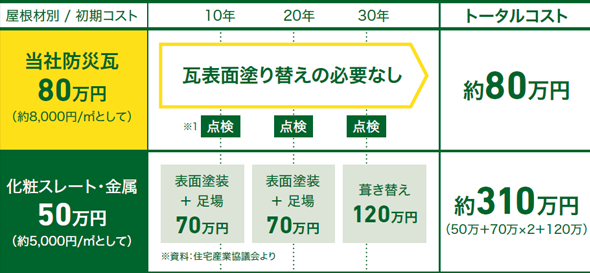 屋根材別 / 初期コスト
10年 20年 30年
トータルコスト
当社防災瓦
80万円
(約8,000円/㎡として)
瓦表面塗り替えの必要なし
※1 点検 点検 点検
約80万円
化粧スレート・金属
50万円
(約5,000円/㎡として)
表面塗装
+ 足場
70万円
表面塗装
+ 足場
70万円
葺き替え
120万円
※資料:住宅産業協議会より
約310万円
(50万+70万×2+120万)